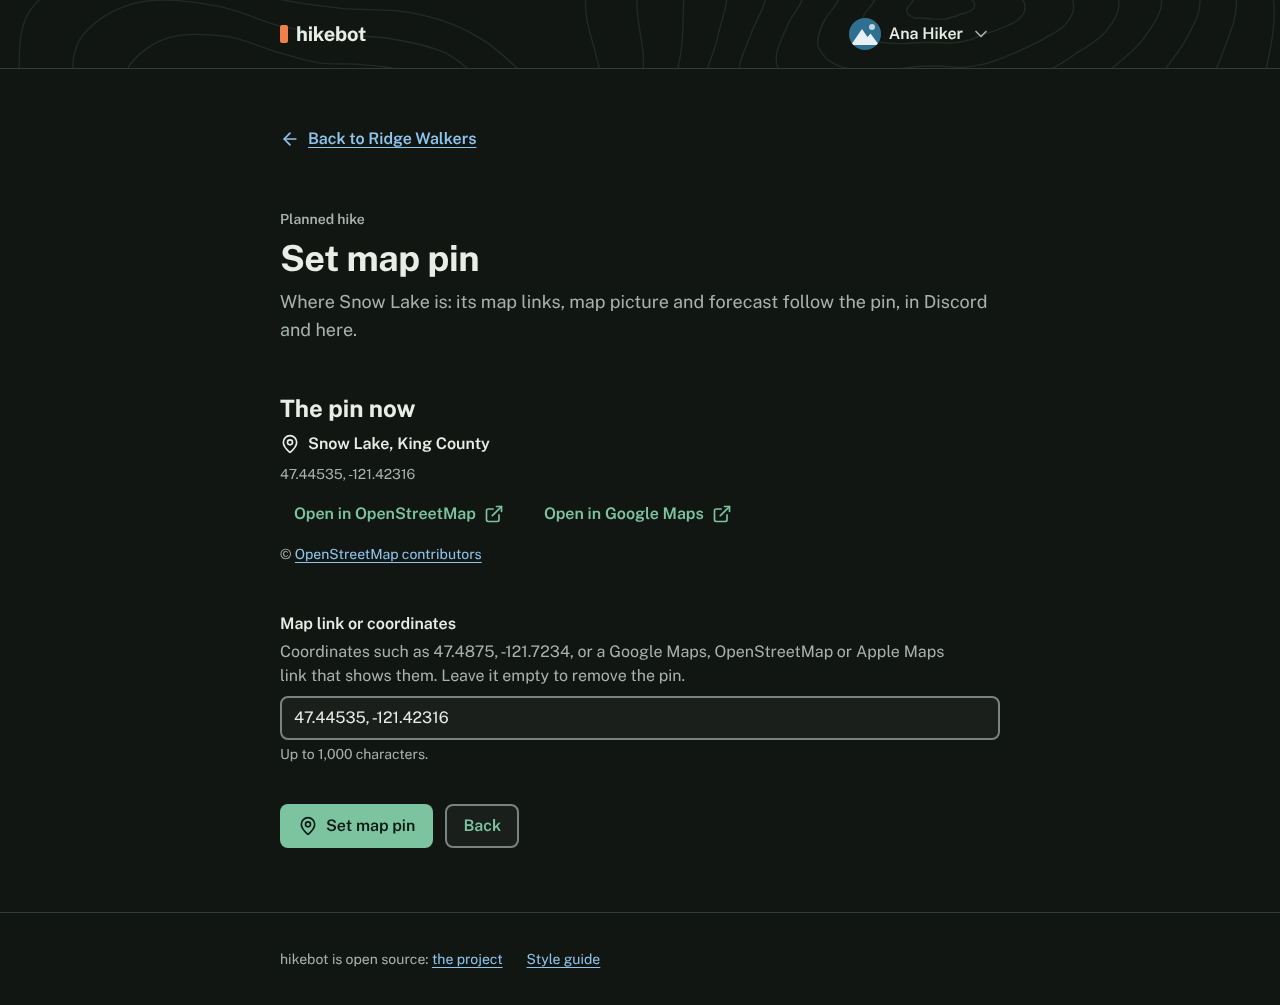 hikebot
Ana Hiker
Back to Ridge Walkers
Planned hike
Set map pin
Where Snow Lake is: its map links, map picture and forecast follow the pin, in Discord
and here.
The pin now
Snow Lake, King County
47.44535, -121.42316
Open in OpenStreetMap
Open in Google Maps
© OpenStreetMap contributors
Map link or coordinates
Coordinates such as 47.4875, -121.7234, or a Google Maps, OpenStreetMap or Apple Maps
link that shows them. Leave it empty to remove the pin.
47.44535, -121.42316
Up to 1,000 characters.
Set map pin
Back
hikebot is open source: the project
Style guide